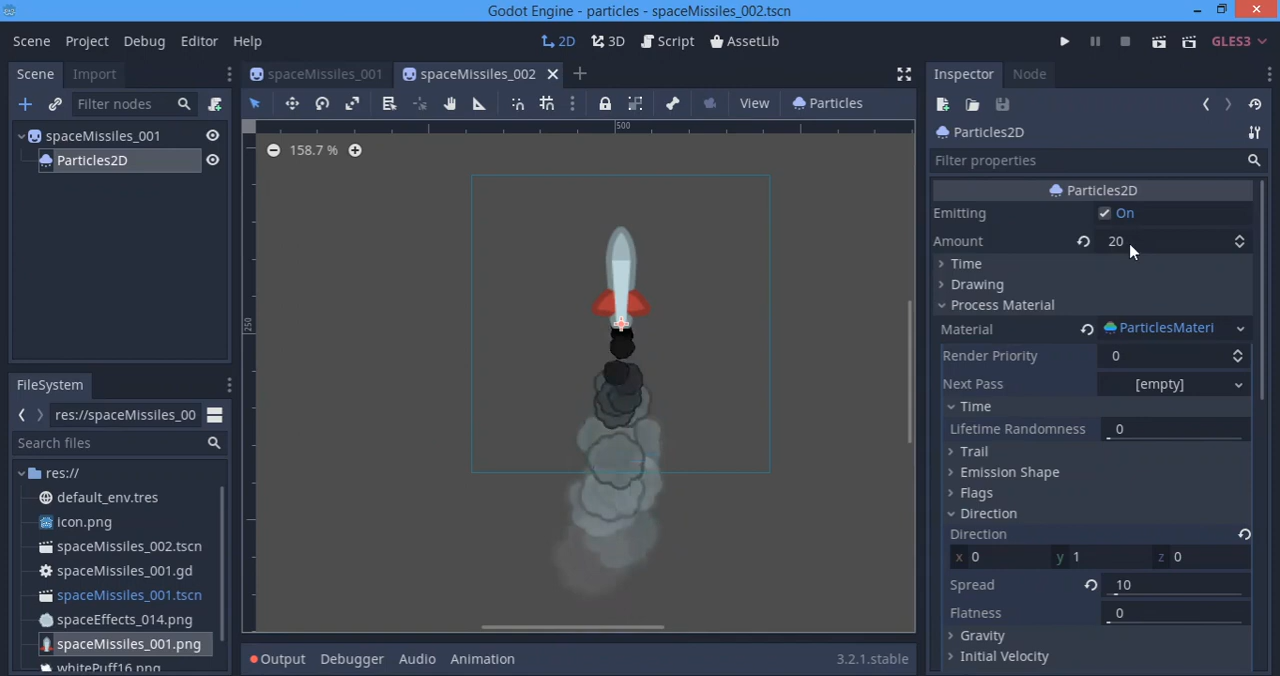 Godot Engine - particles - spaceMissiles_002.tscn
Scene Project Debug Editor Help
2D 3D Script AssetLib
GLES3
Scene Import
spaceMissiles_001 spaceMissiles_002
Inspector Node
Filter nodes
View Particles
spaceMissiles_001
Particles2D
500
250
158.7 %
Particles2D
Filter properties
Particles2D
Emitting On
Amount 20
Time
Drawing
Process Material
Material ParticlesMateri
Render Priority 0
Next Pass [empty]
Time
Lifetime Randomness 0
Trail
Emission Shape
Flags
Direction
Direction
x 0 y 1 z 0
Spread 10
Flatness 0
Gravity
Initial Velocity
FileSystem
res://spaceMissiles_00
Search files
res://
default_env.tres
icon.png
spaceMissiles_002.tscn
spaceMissiles_001.gd
spaceMissiles_001.tscn
spaceEffects_014.png
spaceMissiles_001.png
whitePuff16.png
Output Debugger Audio Animation
3.2.1.stable